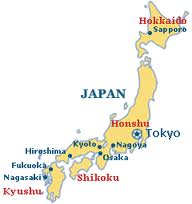 Hokkaido
Sapporo
JAPAN
Honshu
Tokyo
Kyoto
Nagoya
Hiroshima
Osaka
Fukuoka
Shikoku
Nagasaki
Kyushu